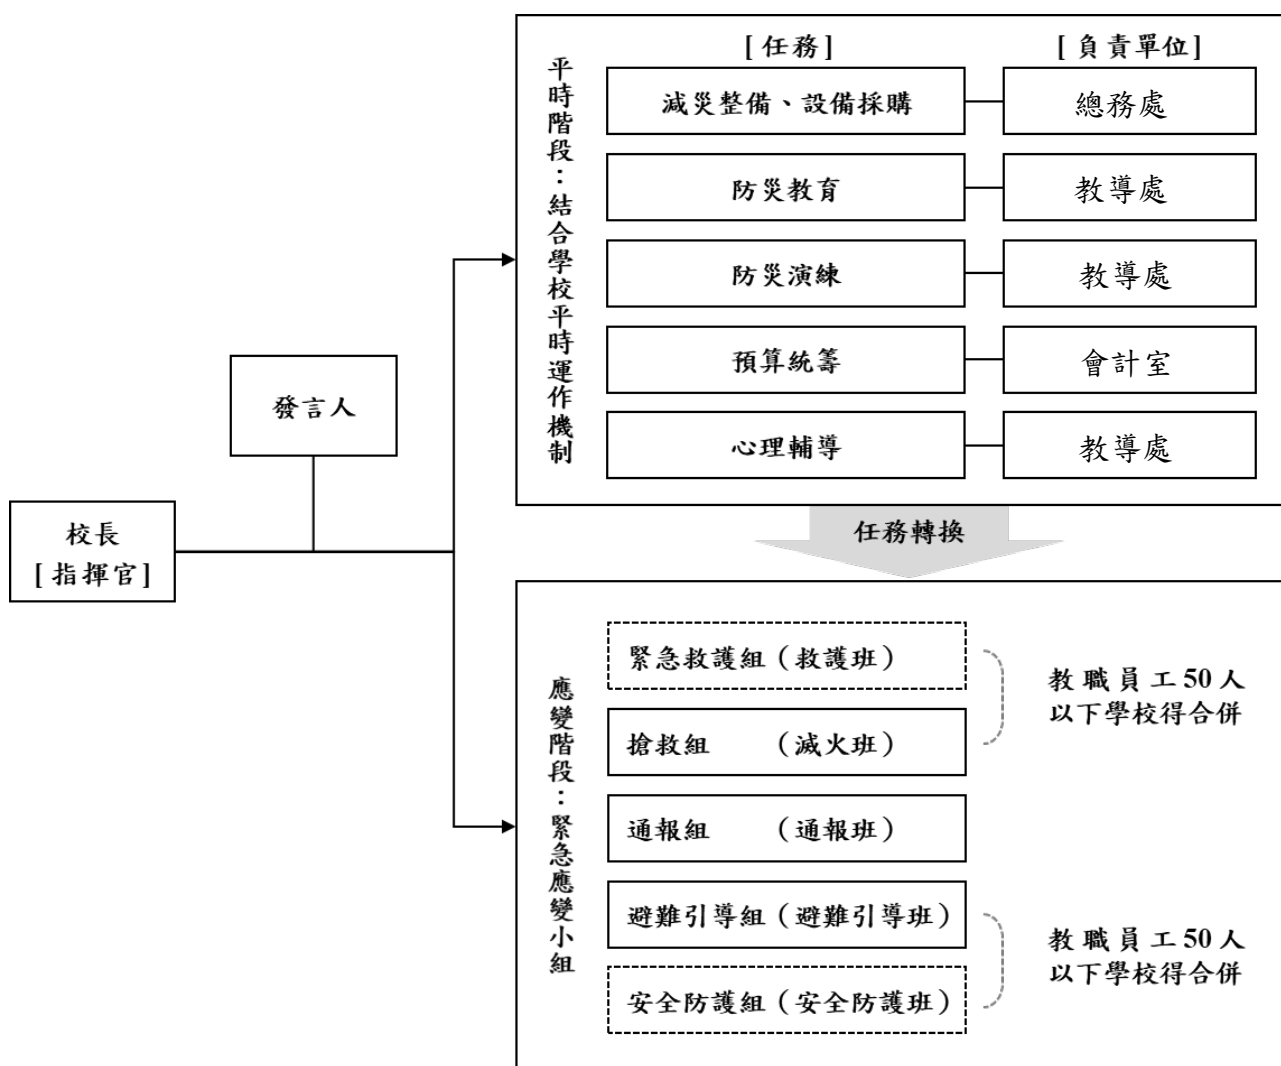 [任務] [負責單位]
平時階段：結合學校平時運作機制
減災整備、設備採購 總務處
防災教育 教導處
防災演練 教導處
預算統籌 會計室
心理輔導 教導處
發言人
校長
[指揮官]
任務轉換
應變階段：緊急應變小組
緊急救護組（救護班）
搶救組 （滅火班）
教職員工50人
以下學校得合併
通報組 （通報班）
避難引導組（避難引導班）
安全防護組（安全防護班）
教職員工50人
以下學校得合併